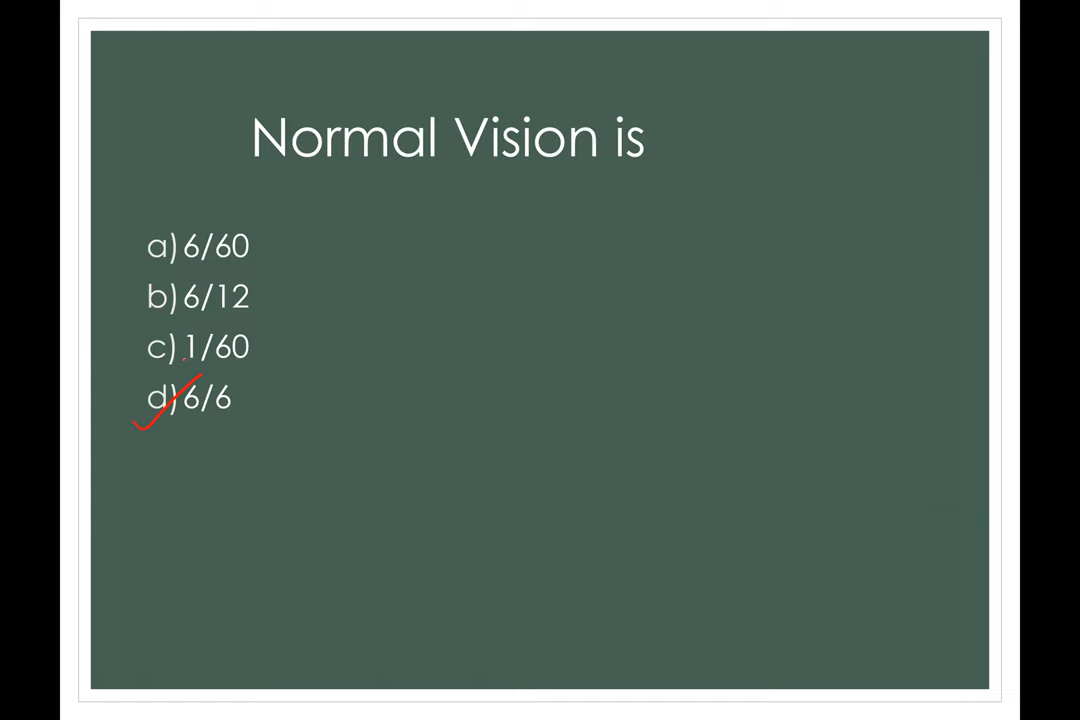 Normal Vision is
a) 6/60
b) 6/12
c) 1/60
d) 6/6